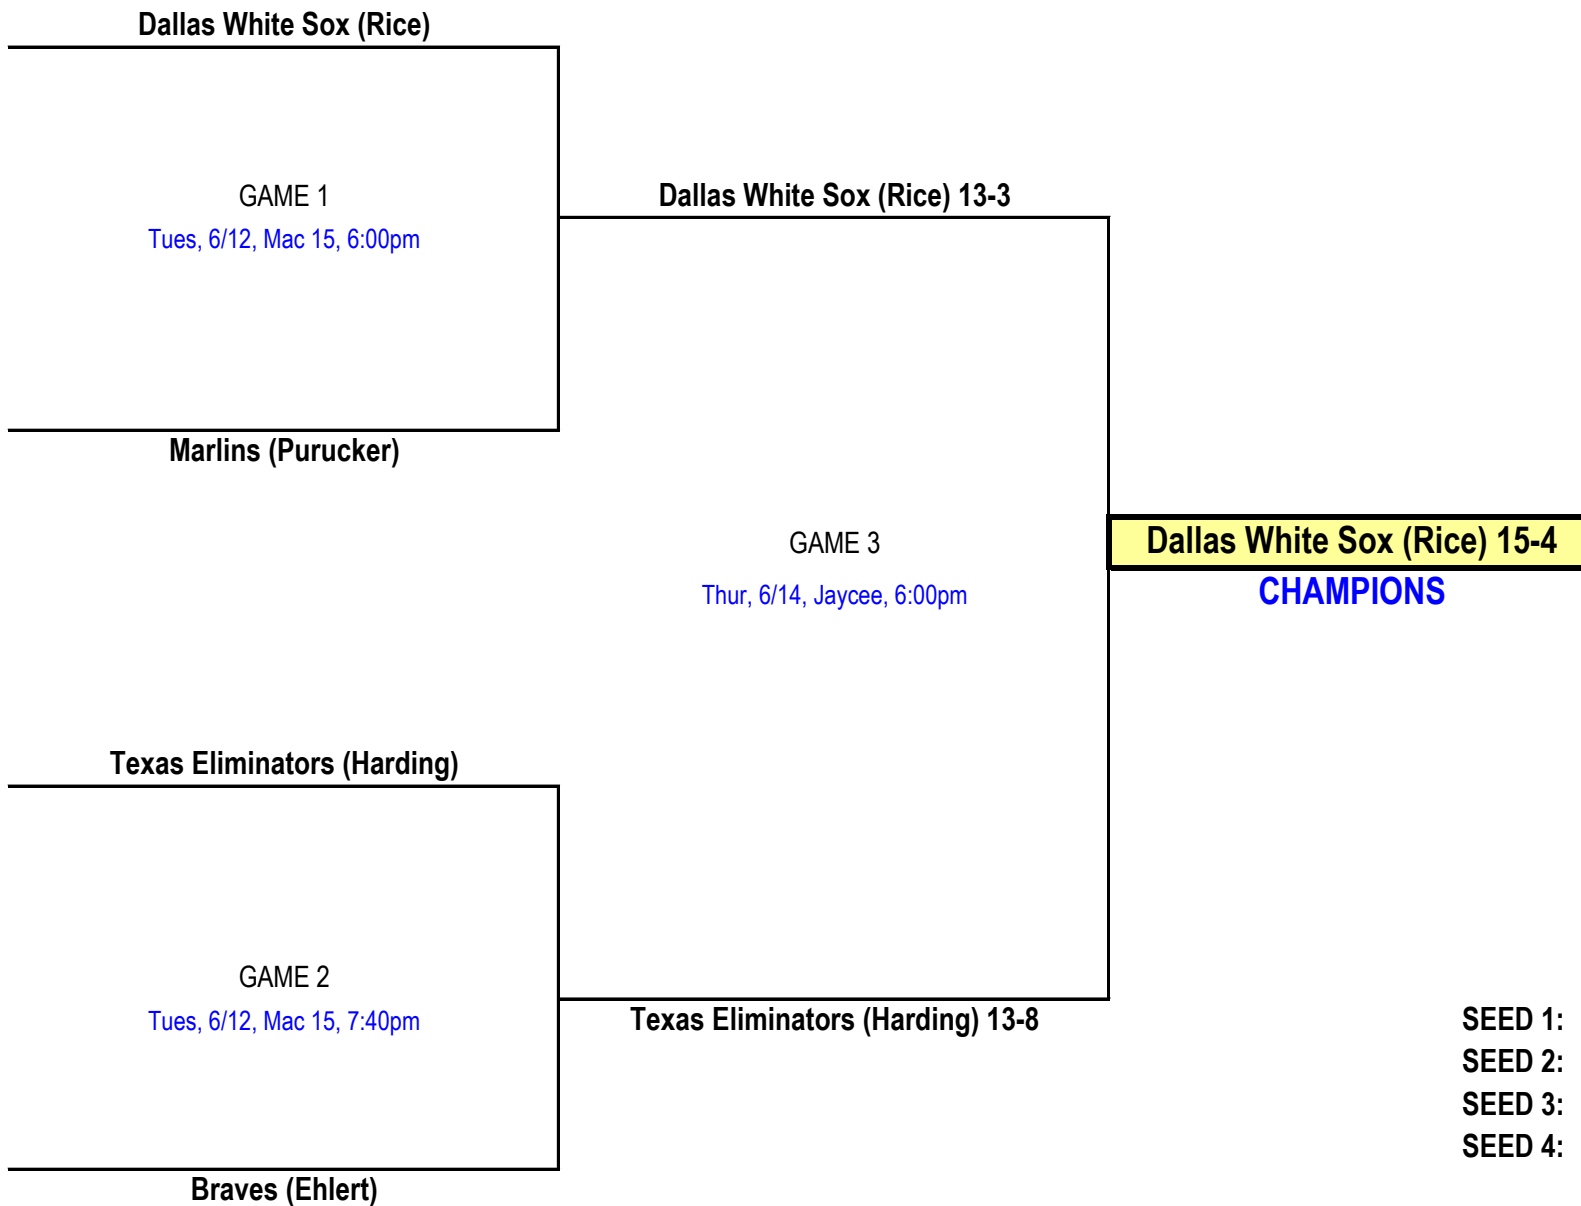 Dallas White Sox (Rice)
GAME 1
Tues, 6/12, Mac 15, 6:00pm
Dallas White Sox (Rice) 13-3
Marlins (Purucker)
GAME 3
Thur, 6/14, Jaycee, 6:00pm
Dallas White Sox (Rice) 15-4
CHAMPIONS
Texas Eliminators (Harding)
GAME 2
Tues, 6/12, Mac 15, 7:40pm
Texas Eliminators (Harding) 13-8
Braves (Ehlert)
SEED 1:
SEED 2:
SEED 3:
SEED 4: